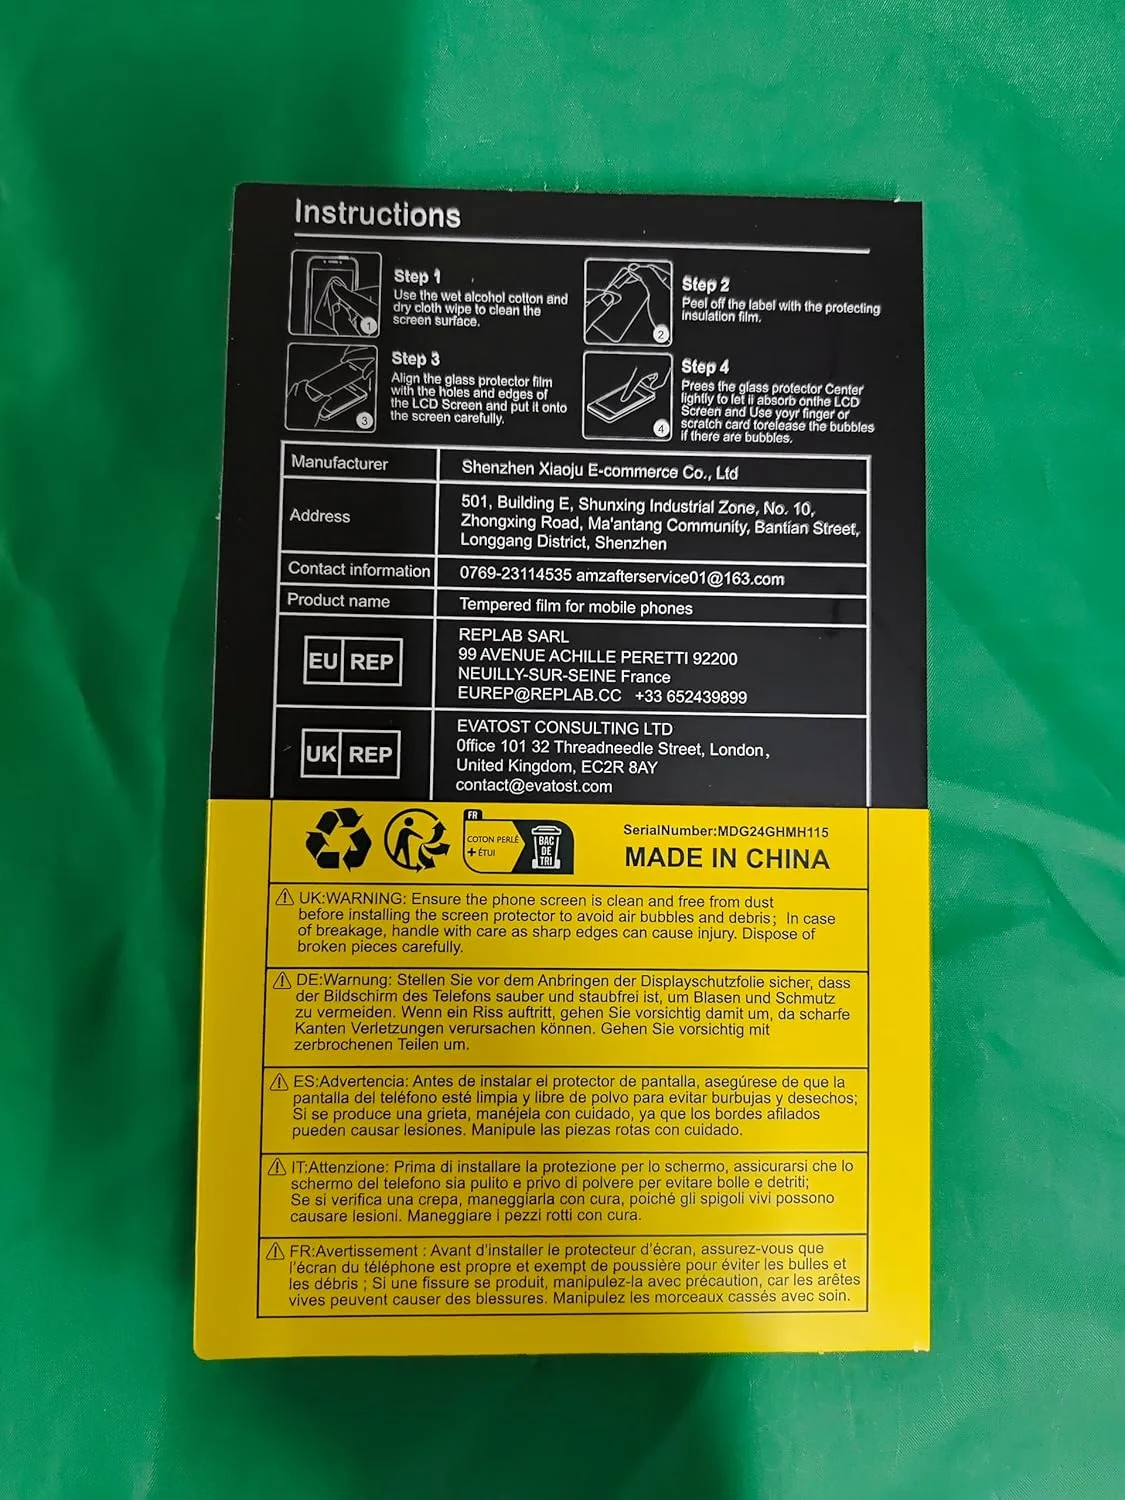 Instructions
Step 1
Use the wet alcohol cotton and
dry cloth wipe to clean the
screen surface.
1
Step 2
Peel off the label with the protecting
insulation film.
2
Step 3
Align the glass protector film
with the holes and edges of
the LCD Screen and put it onto
the screen carefully.
3
Step 4
Prees the glass protector Center
lightly to let ii absorb onthe LCD
Screen and Use yoyr finger or
scratch card torelease the bubbles
if there are bubbles.
4
Manufacturer
Shenzhen Xiaoju E-commerce Co., Ltd
Address
501, Building E, Shunxing Industrial Zone, No. 10,
Zhongxing Road, Ma'antang Community, Bantian Street,
Longgang District, Shenzhen
Contact information
0769-23114535 amzafterservice01@163.com
Product name
Tempered film for mobile phones
EU REP
REPLAB SARL
99 AVENUE ACHILLE PERETTI 92200
NEUILLY-SUR-SEINE France
EUREP@REPLAB.CC +33 652439899
UK REP
EVATOST CONSULTING LTD
Office 101 32 Threadneedle Street, London,
United Kingdom, EC2R 8AY
contact@evatost.com
FR
COTON PERLÉ
+ ÉTUI
BAC
DE
TRI
SerialNumber:MDG24GHMH115
MADE IN CHINA
UK:WARNING: Ensure the phone screen is clean and free from dust
before installing the screen protector to avoid air bubbles and debris; In case
of breakage, handle with care as sharp edges can cause injury. Dispose of
broken pieces carefully.
DE:Warnung: Stellen Sie vor dem Anbringen der Displayschutzfolie sicher, dass
der Bildschirm des Telefons sauber und staubfrei ist, um Blasen und Schmutz
zu vermeiden. Wenn ein Riss auftritt, gehen Sie vorsichtig damit um, da scharfe
Kanten Verletzungen verursachen können. Gehen Sie vorsichtig mit
zerbrochenen Teilen um.
ES:Advertencia: Antes de instalar el protector de pantalla, asegúrese de que la
pantalla del teléfono esté limpia y libre de polvo para evitar burbujas y desechos;
Si se produce una grieta, manéjela con cuidado, ya que los bordes afilados
pueden causar lesiones. Manipule las piezas rotas con cuidado.
IT:Attenzione: Prima di installare la protezione per lo schermo, assicurarsi che lo
schermo del telefono sia pulito e privo di polvere per evitare bolle e detriti;
Se si verifica una crepa, maneggiarla con cura, poiché gli spigoli vivi possono
causare lesioni. Maneggiare i pezzi rotti con cura.
FR:Avertissement : Avant d'installer le protecteur d'écran, assurez-vous que
l'écran du téléphone est propre et exempt de poussière pour éviter les bulles et
les débris ; Si une fissure se produit, manipulez-la avec précaution, car les arêtes
vives peuvent causer des blessures. Manipulez les morceaux cassés avec soin.